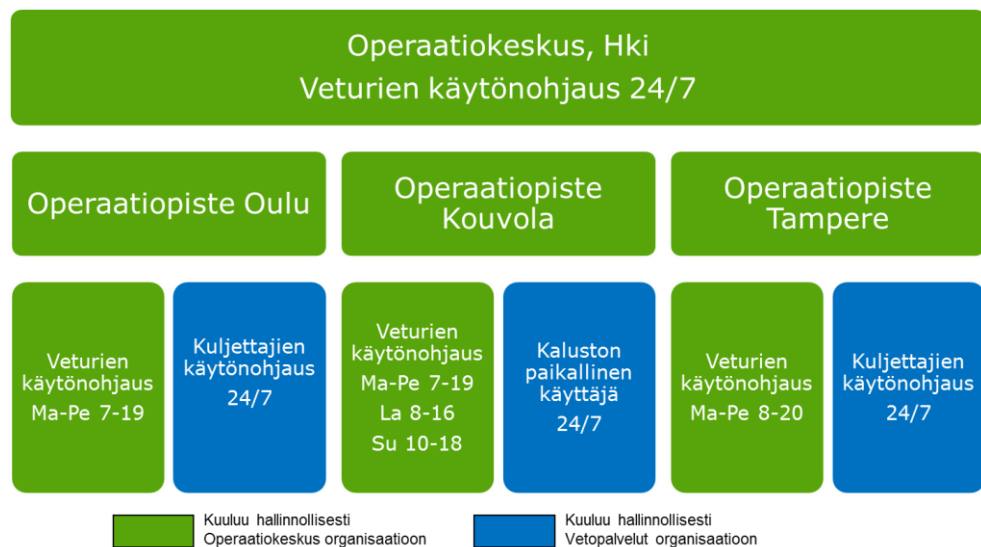 Operaatiokeskus, Hki
Veturien käytönohjaus 24/7
Operaatiopiste Oulu
Operaatiopiste
Kouvola
Operaatiopiste
Tampere
Veturien
käytönohjaus
Ma-Pe 7-19
Kuljettajien
käytönohjaus
24/7
Veturien
käytönohjaus
Ma-Pe 7-19
La 8-16
Su 10-18
Kaluston
paikallinen
käyttäjä
24/7
Veturien
käytönohjaus
Ma-Pe 8-20
Kuljettajien
käytönohjaus
24/7
Kuuluu hallinnollisesti
Operaatiokeskus organisaatioon
Kuuluu hallinnollisesti
Vetopalvelut organisaatioon